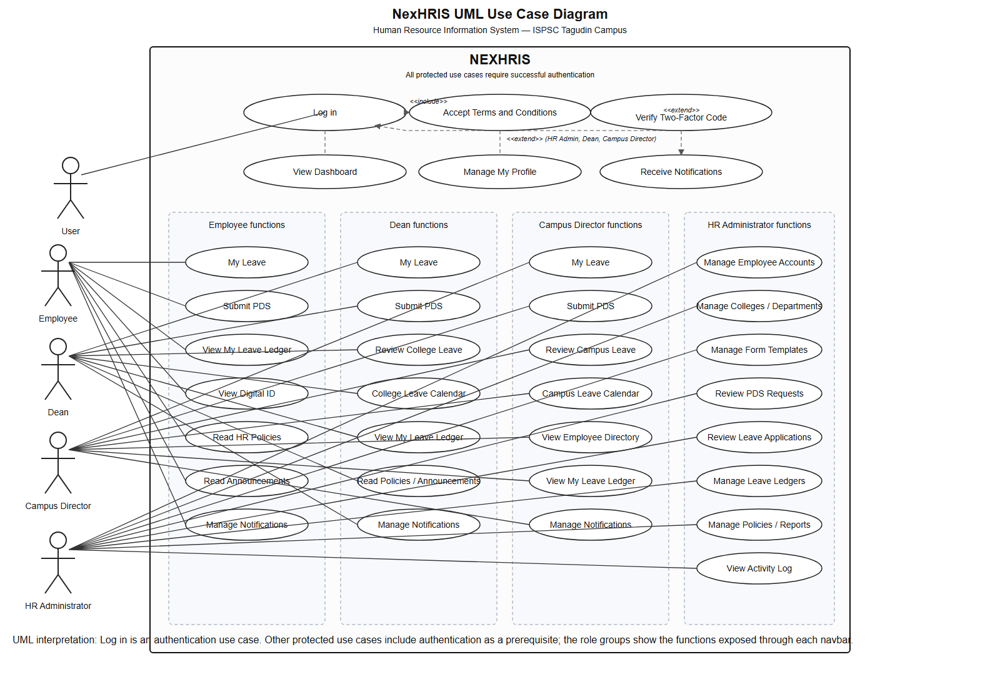 NexHRIS UML Use Case Diagram
Human Resource Information System — ISPSC Tagudin Campus
NEXHRIS
All protected use cases require successful authentication
<<include>>
Log in
Accept Terms and Conditions
<<extend>>
Verify Two-Factor Code
<<extend>> (HR Admin, Dean, Campus Director)
View Dashboard
Manage My Profile
Receive Notifications
User
Employee
Dean
Campus Director
HR Administrator
Employee functions
My Leave
Submit PDS
View My Leave Ledger
View Digital ID
Read HR Policies
Read Announcements
Manage Notifications
Dean functions
My Leave
Submit PDS
Review College Leave
College Leave Calendar
View My Leave Ledger
Read Policies / Announcements
Manage Notifications
Campus Director functions
My Leave
Submit PDS
Review Campus Leave
Campus Leave Calendar
View Employee Directory
View My Leave Ledger
Manage Notifications
HR Administrator functions
Manage Employee Accounts
Manage Colleges / Departments
Manage Form Templates
Review PDS Requests
Review Leave Applications
Manage Leave Ledgers
Manage Policies / Reports
View Activity Log
UML interpretation: Log in is an authentication use case. Other protected use cases include authentication as a prerequisite; the role groups show the functions exposed through each navbar.